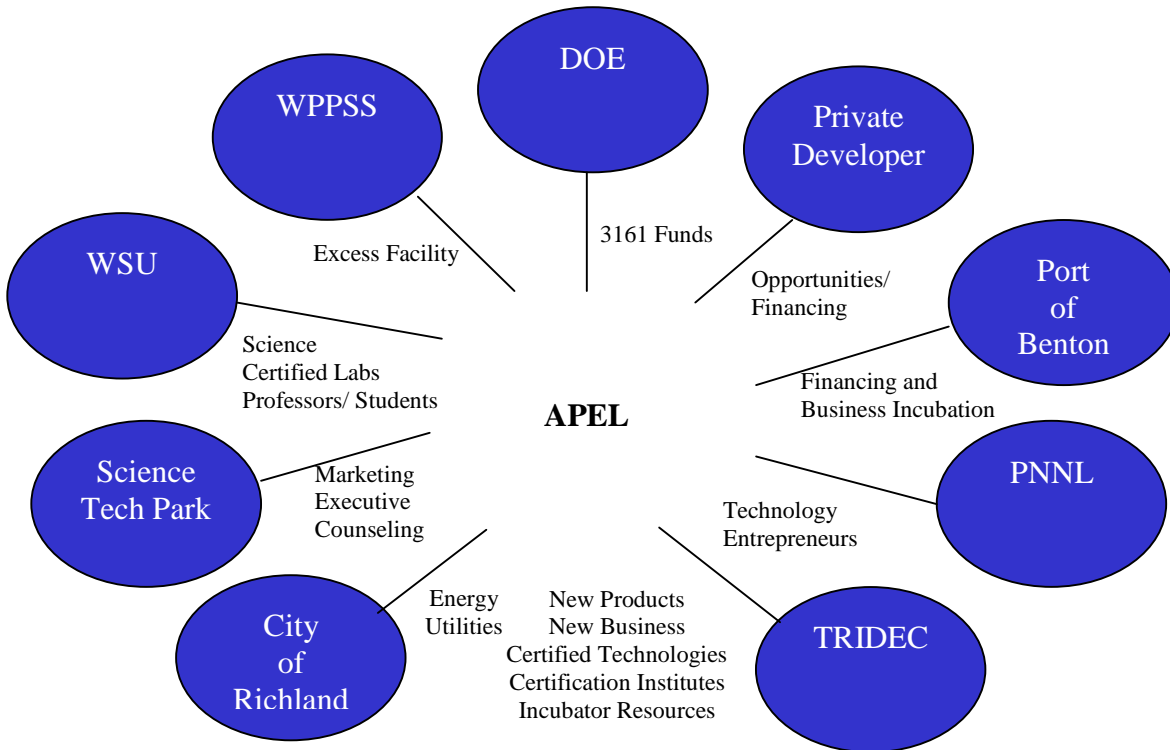 DOE
WPPSS
Private
Developer
3161 Funds
Excess Facility
WSU
Port
of
Benton
Opportunities/
Financing
Science
Certified Labs
Professors/ Students
Financing and
Business Incubation
APEL
Science
Tech Park
Marketing
Executive
Counseling
PNNL
Technology
Entrepreneurs
City
of
Richland
Energy
Utilities
New Products
New Business
Certified Technologies
Certification Institutes
Incubator Resources
TRIDEC